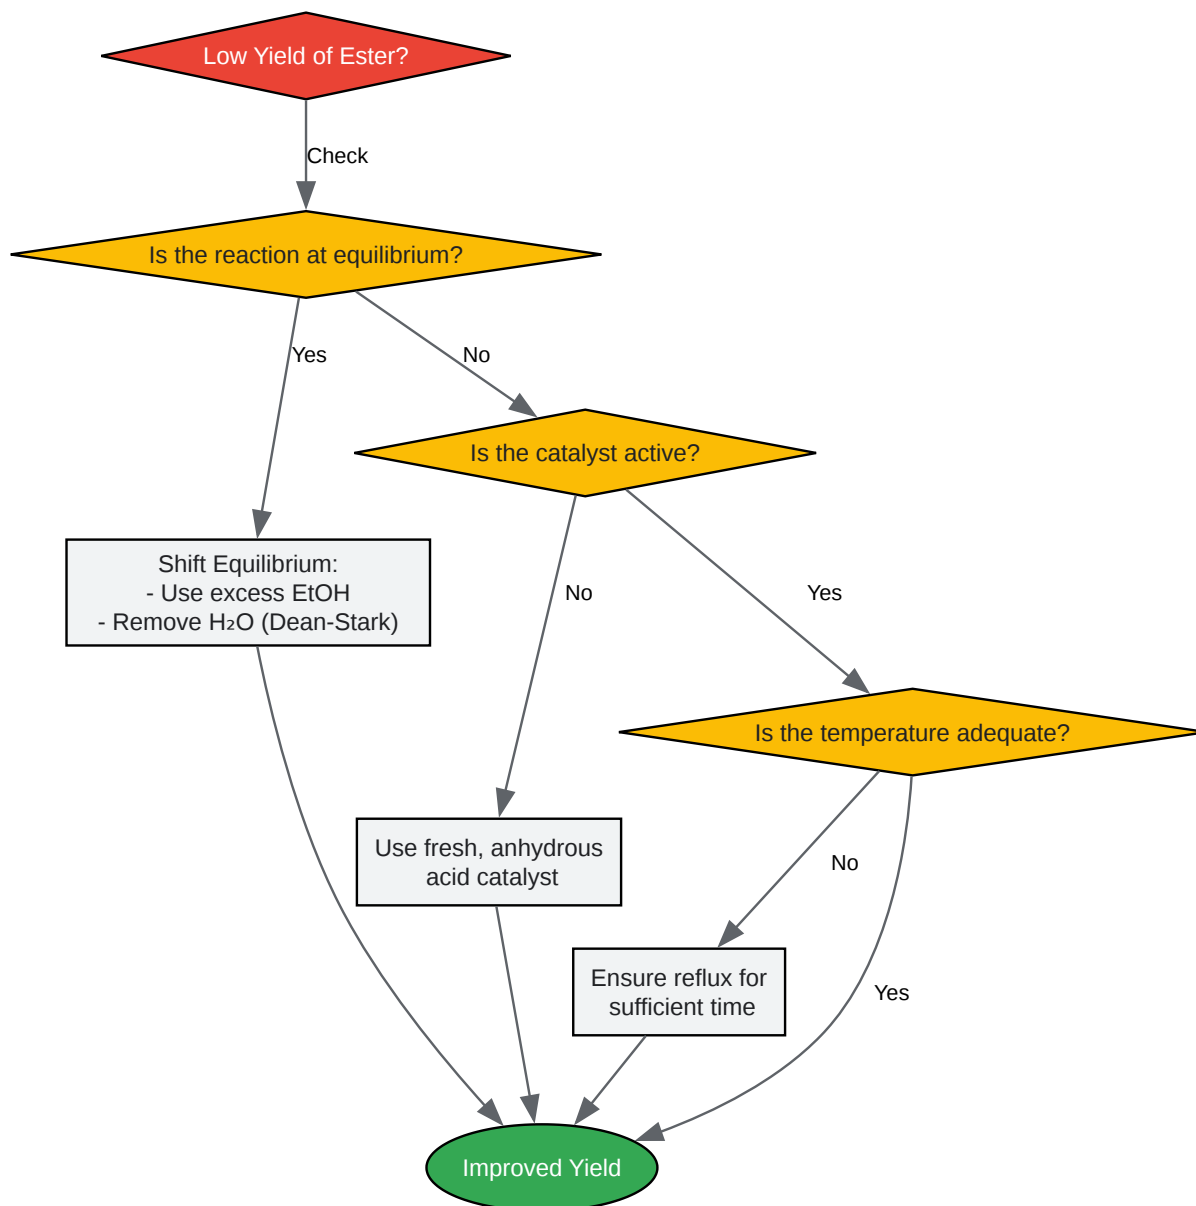 Low Yield of Ester?
Check
Is the reaction at equilibrium?
Yes
No
Is the catalyst active?
Shift Equilibrium:
- Use excess EtOH
- Remove H₂O (Dean-Stark)
No
Yes
Is the temperature adequate?
Use fresh, anhydrous
acid catalyst
No
Ensure reflux for
sufficient time
Yes
Improved Yield